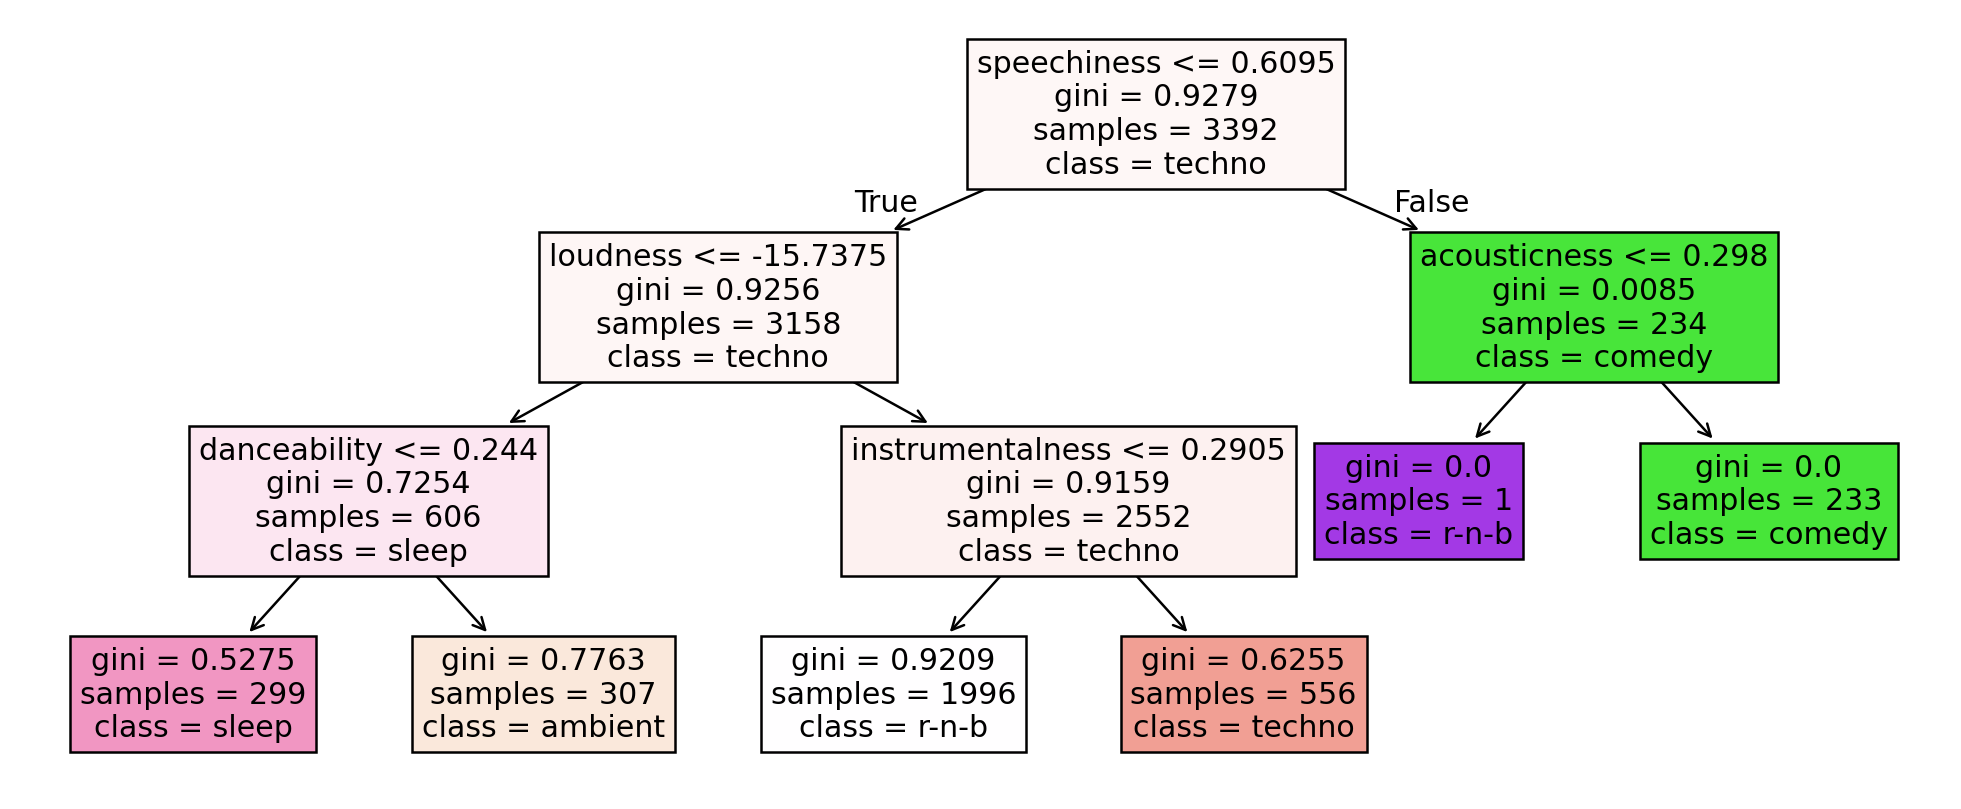 speechiness <= 0.6095
gini = 0.9279
samples = 3392
class = techno
True
False
loudness <= -15.7375
gini = 0.9256
samples = 3158
class = techno
acousticness <= 0.298
gini = 0.0085
samples = 234
class = comedy
danceability <= 0.244
gini = 0.7254
samples = 606
class = sleep
instrumentalness <= 0.2905
gini = 0.9159
samples = 2552
class = techno
gini = 0.0
samples = 1
class = r-n-b
gini = 0.0
samples = 233
class = comedy
gini = 0.5275
samples = 299
class = sleep
gini = 0.7763
samples = 307
class = ambient
gini = 0.9209
samples = 1996
class = r-n-b
gini = 0.6255
samples = 556
class = techno